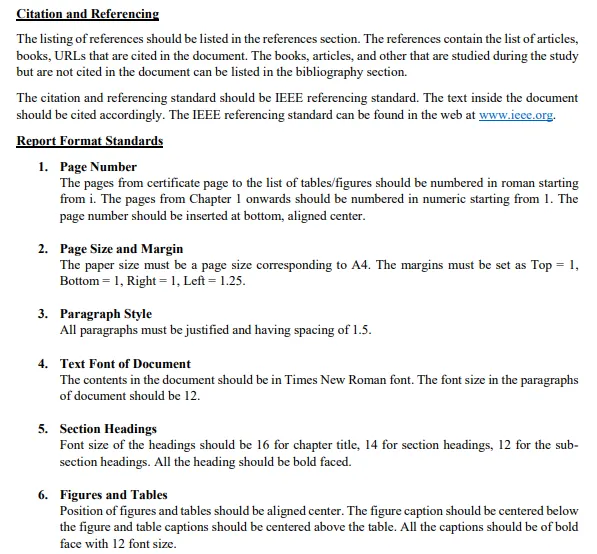 Citation and Referencing
The listing of references should be listed in the references section. The references contain the list of articles,
books, URLs that are cited in the document. The books, articles, and other that are studied during the study
but are not cited in the document can be listed in the bibliography section.
The citation and referencing standard should be IEEE referencing standard. The text inside the document
should be cited accordingly. The IEEE referencing standard can be found in the web at www.ieee.org.
Report Format Standards
1. Page Number
The pages from certificate page to the list of tables/figures should be numbered in roman starting
from i. The pages from Chapter 1 onwards should be numbered in numeric starting from 1. The
page number should be inserted at bottom, aligned center.
2. Page Size and Margin
The paper size must be a page size corresponding to A4. The margins must be set as Top = 1,
Bottom = 1, Right = 1, Left = 1.25.
3. Paragraph Style
All paragraphs must be justified and having spacing of 1.5.
4. Text Font of Document
The contents in the document should be in Times New Roman font. The font size in the paragraphs
of document should be 12.
5. Section Headings
Font size of the headings should be 16 for chapter title, 14 for section headings, 12 for the sub-
section headings. All the heading should be bold faced.
6. Figures and Tables
Position of figures and tables should be aligned center. The figure caption should be centered below
the figure and table captions should be centered above the table. All the captions should be of bold
face with 12 font size.